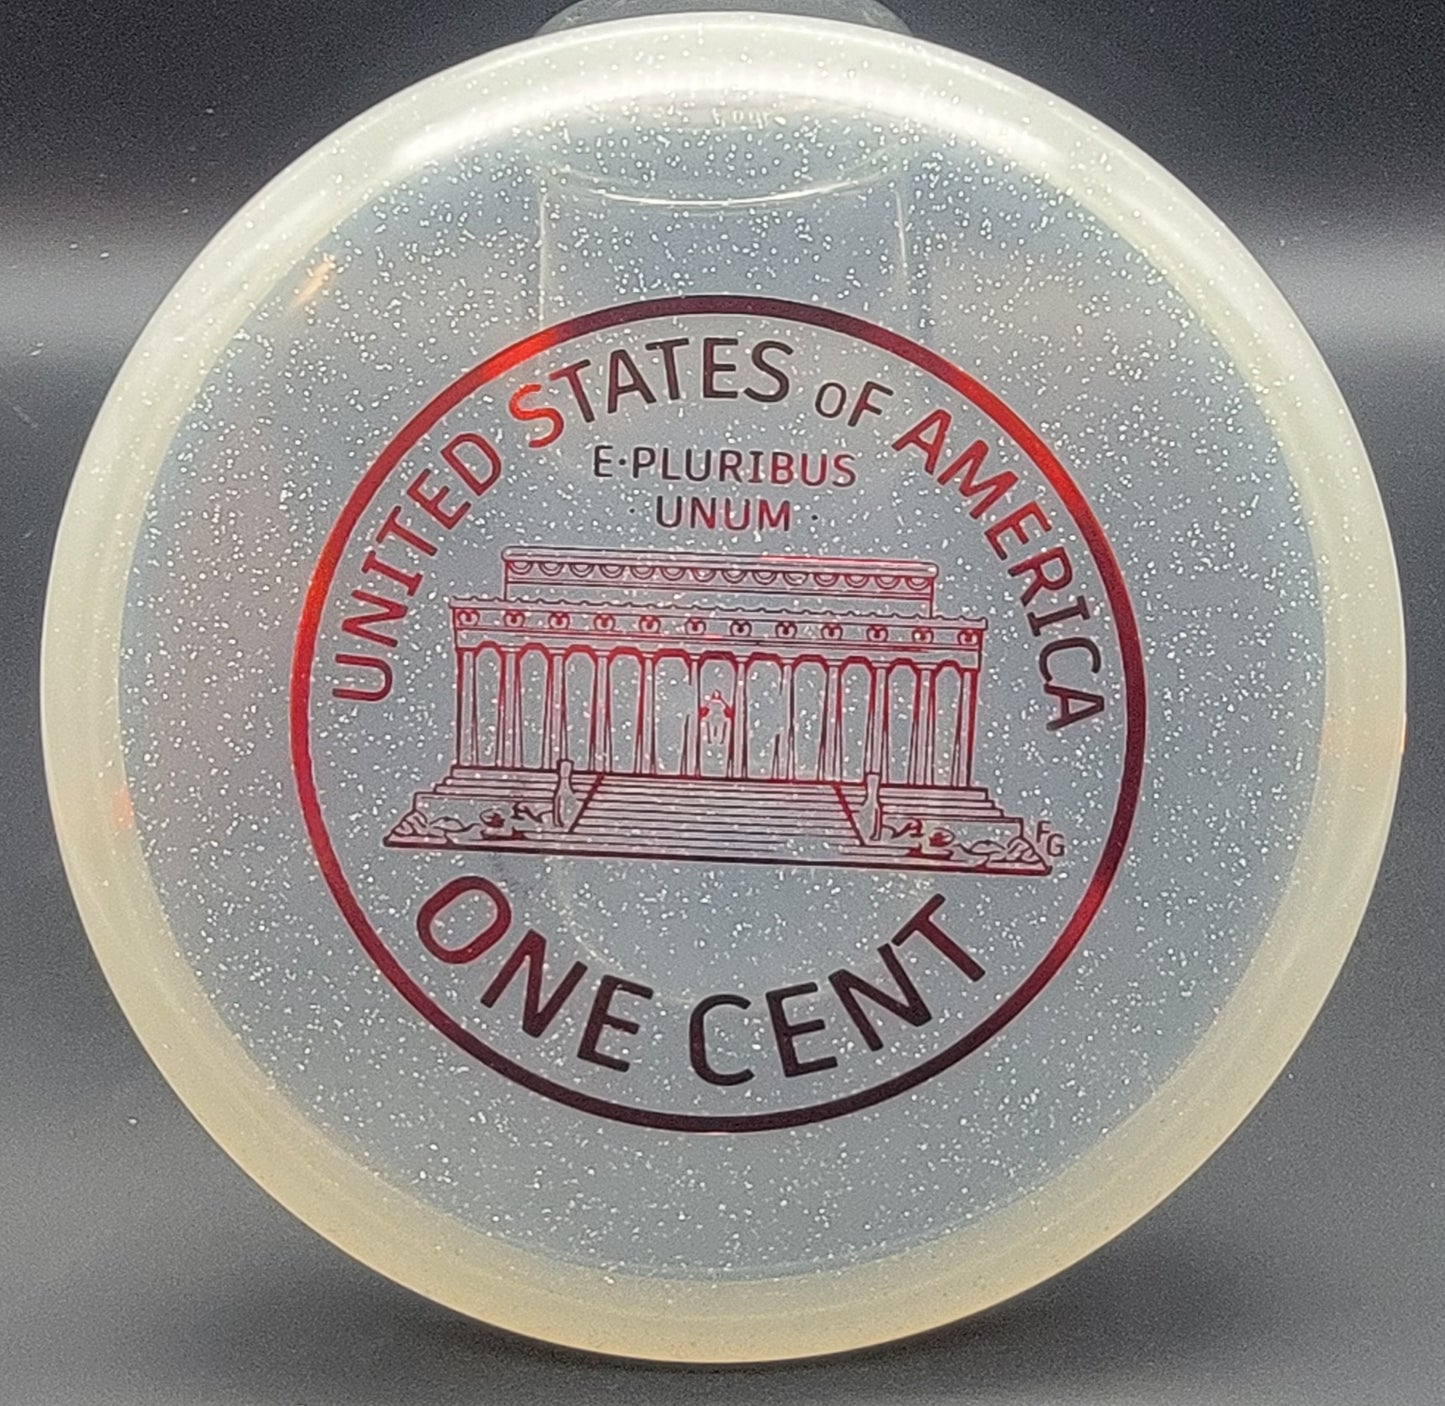 UNITED STATES OF AMERICA
E·PLURIBUS
· UNUM ·
FG
ONE CENT